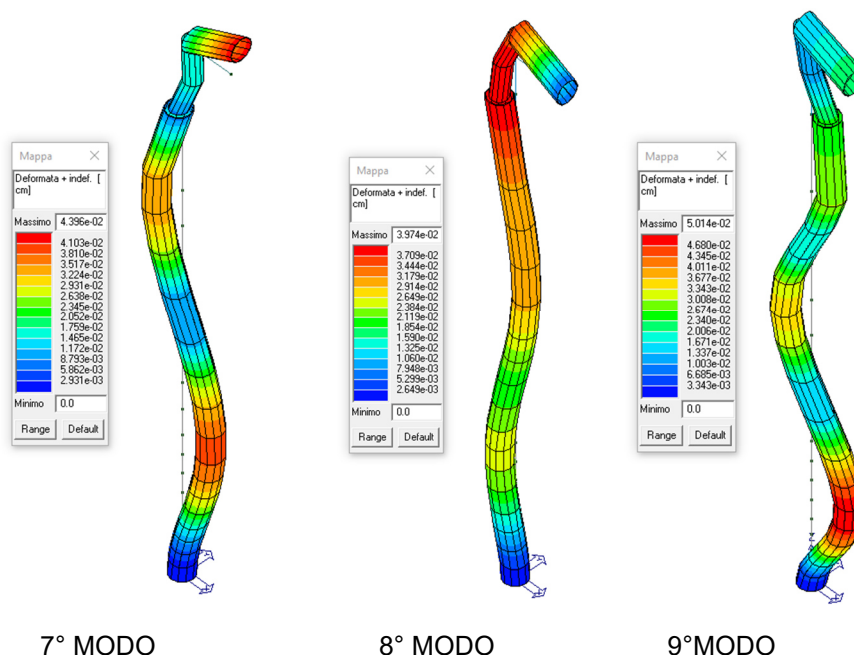 Mappa
Deformata + indef. [
cm]
Massimo 4.396e-02
4.103e-02
3.810e-02
3.517e-02
3.224e-02
2.931e-02
2.638e-02
2.345e-02
2.052e-02
1.759e-02
1.465e-02
1.172e-02
8.793e-03
5.862e-03
2.931e-03
Minimo 0.0
Range Default
Mappa
Deformata + indef. [
cm]
Massimo 3.974e-02
3.709e-02
3.444e-02
3.179e-02
2.914e-02
2.649e-02
2.384e-02
2.119e-02
1.854e-02
1.590e-02
1.325e-02
1.060e-02
7.948e-03
5.299e-03
2.649e-03
Minimo 0.0
Range Default
Mappa
Deformata + indef. [
cm]
Massimo 5.014e-02
4.680e-02
4.345e-02
4.011e-02
3.677e-02
3.343e-02
3.008e-02
2.674e-02
2.340e-02
2.006e-02
1.671e-02
1.337e-02
1.003e-02
6.685e-03
3.343e-03
Minimo 0.0
Range Default
7° MODO
8° MODO
9°MODO